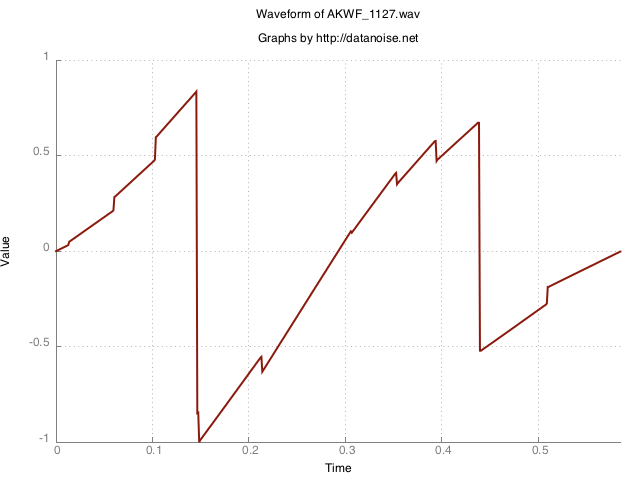 Waveform of AKWF_1127.wav
Graphs by http://datanoise.net
1
0.5
0
-0.5
-1
Value
0 0.1 0.2 0.3 0.4 0.5
Time